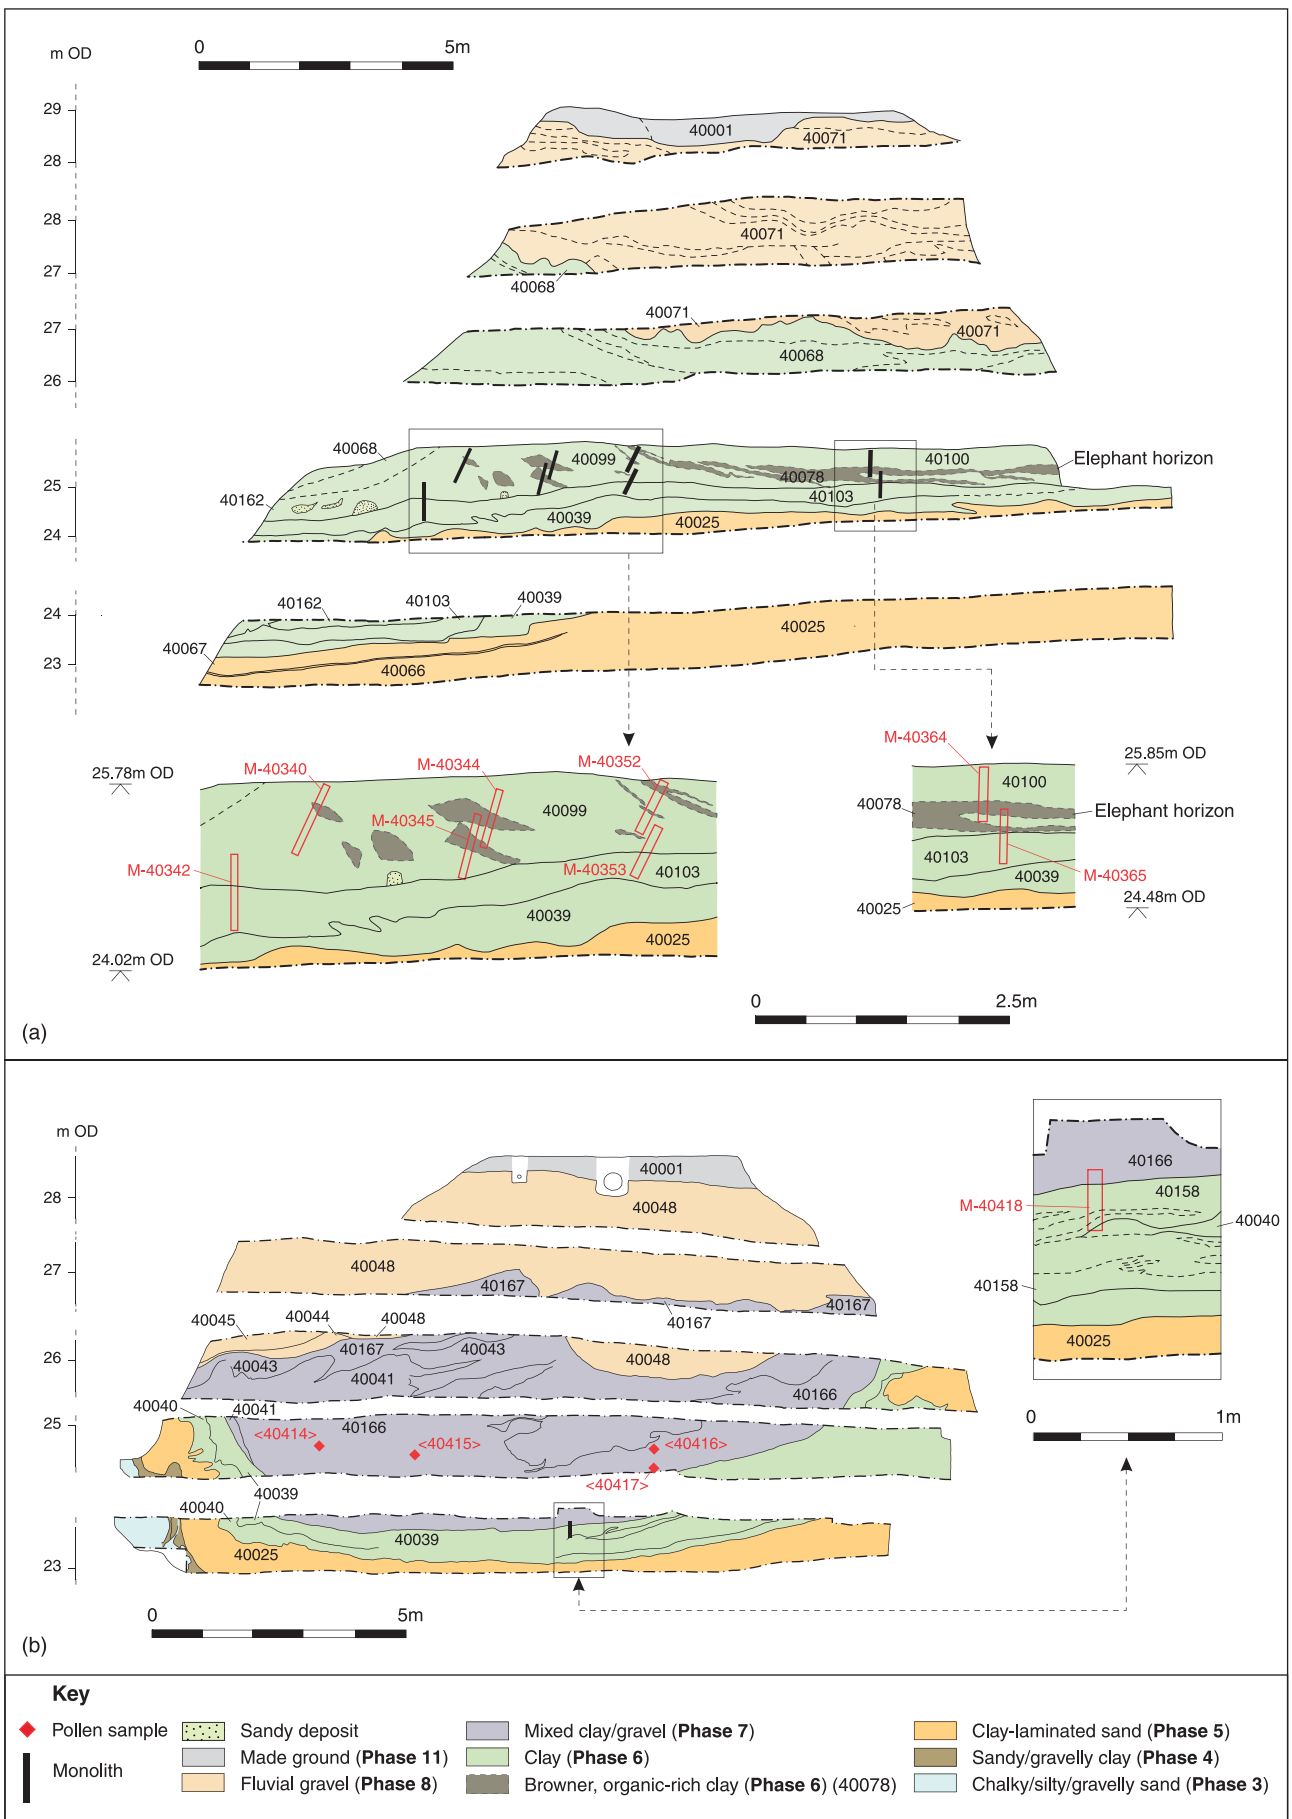 m OD
0 5m
29
40001
40071
28
28
40071
27
40068
27
40071
40071
40068
26
40068
40099
40100
Elephant horizon
25
40078
40162
40103
40039
40025
24
24
40162
40103
40039
40025
40067
23
40066
M-40364
25.78m OD
M-40340
M-40344
M-40352
25.85m OD
40100
40078
40099
Elephant horizon
M-40345
M-40342
M-40353
40103
40103
40039
M-40365
40039
40025
24.48m OD
40025
24.02m OD
0 2.5m
(a)
m OD
40001
28
40048
40166
40158
M-40418
40040
40158
40025
0 1m
27
40048
40167
40167
40167
40045
40044
40048
40167
40043
26
40043
40048
40041
40166
40040
40041
25
40166
<40414>
<40415>
<40416>
<40417>
40039
40040
40039
40025
23
0 5m
(b)
Key
Pollen sample
Monolith
Sandy deposit
Made ground (Phase 11)
Fluvial gravel (Phase 8)
Mixed clay/gravel (Phase 7)
Clay (Phase 6)
Browner, organic-rich clay (Phase 6) (40078)
Clay-laminated sand (Phase 5)
Sandy/gravelly clay (Phase 4)
Chalky/silty/gravelly sand (Phase 3)